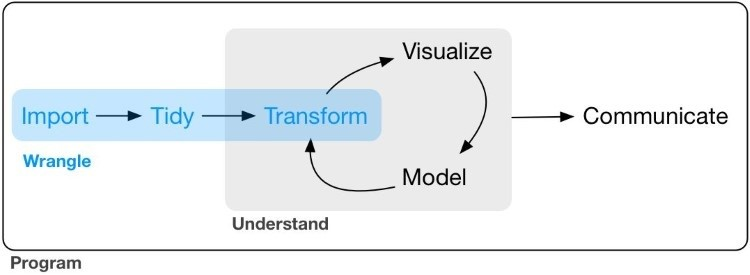 Visualize
Import Tidy Transform Communicate
Wrangle
Model
Understand
Program